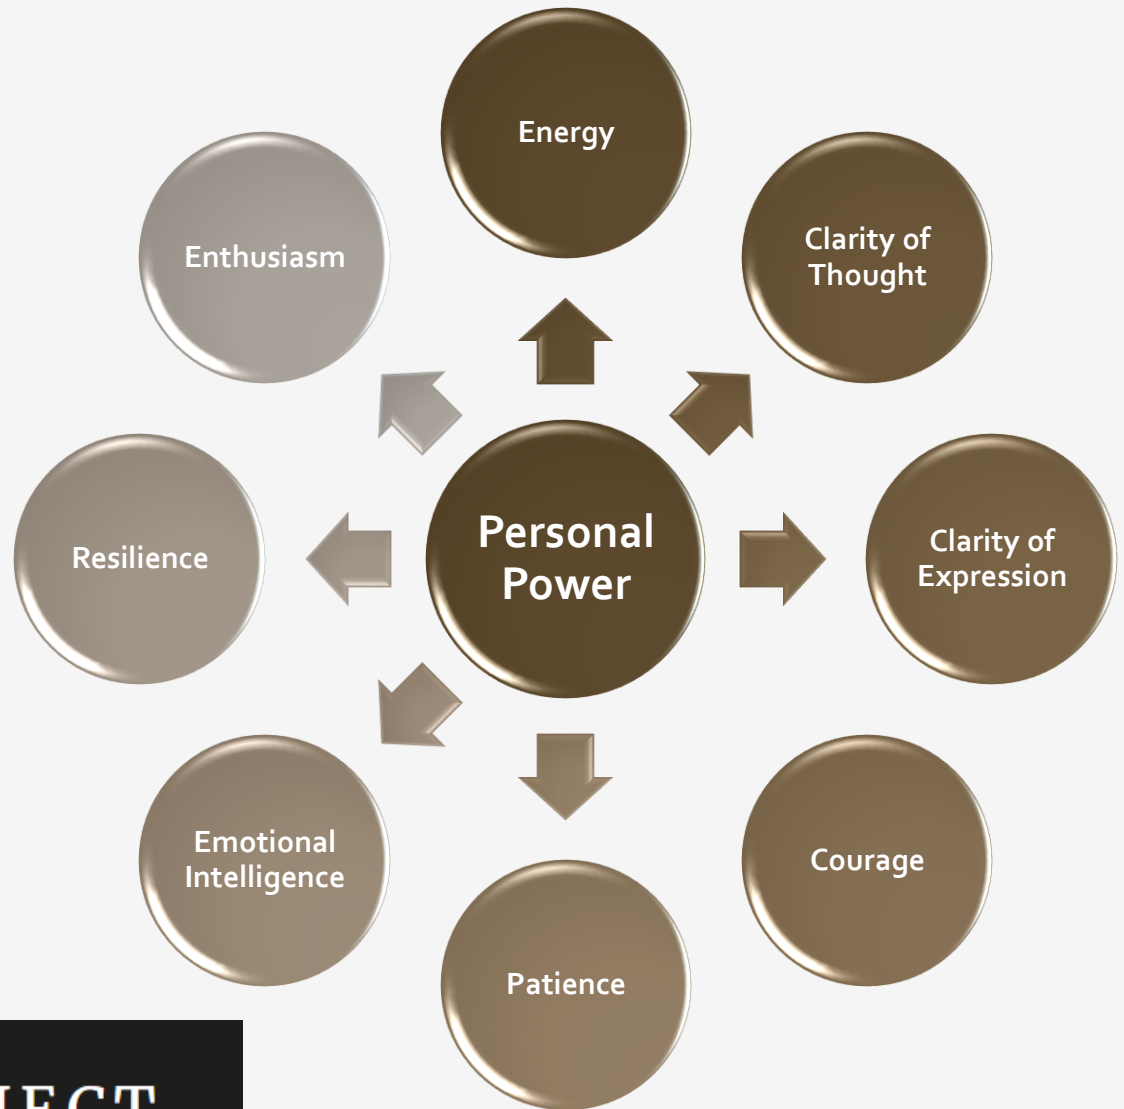 Energy
Clarity of
Thought
Clarity of
Expression
Courage
Patience
Emotional
Intelligence
Resilience
Enthusiasm
Personal
Power